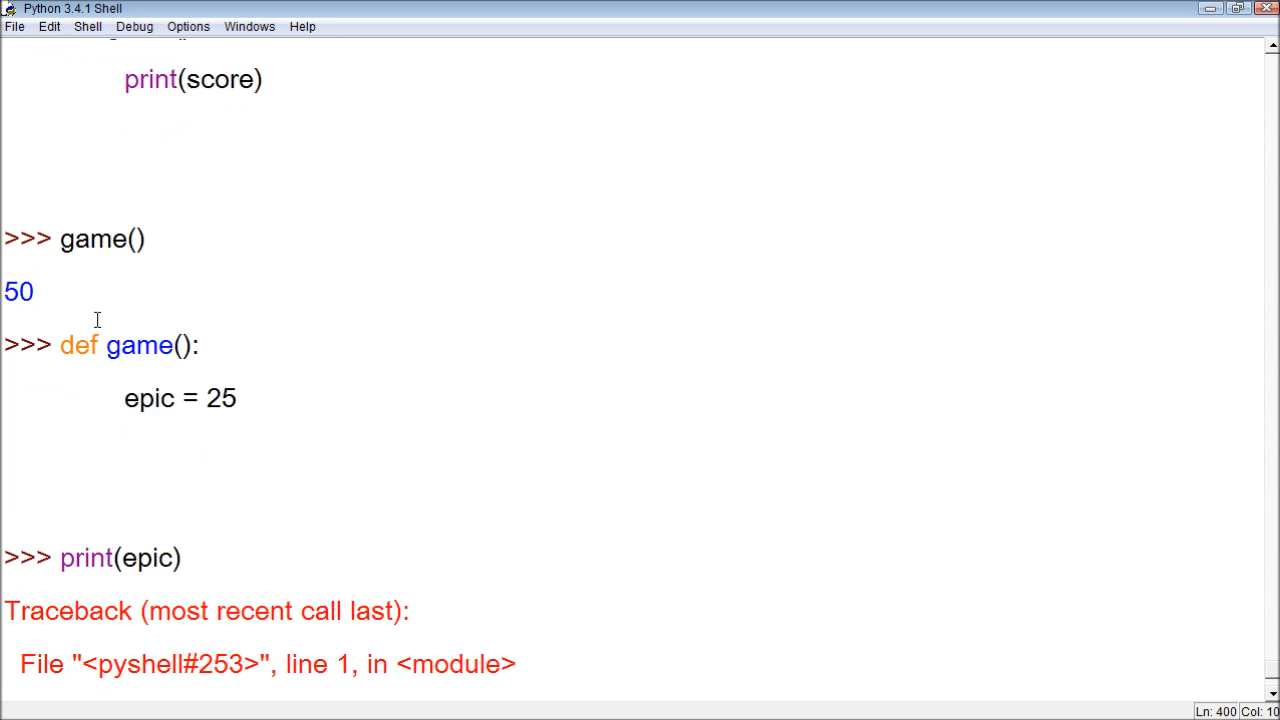 Python 3.4.1 Shell
File Edit Shell Debug Options Windows Help
print(score)
>>> game()
50
>>> def game():
epic = 25
>>> print(epic)
Traceback (most recent call last):
File "<pyshell#253>", line 1, in <module>
Ln: 400 Col: 10